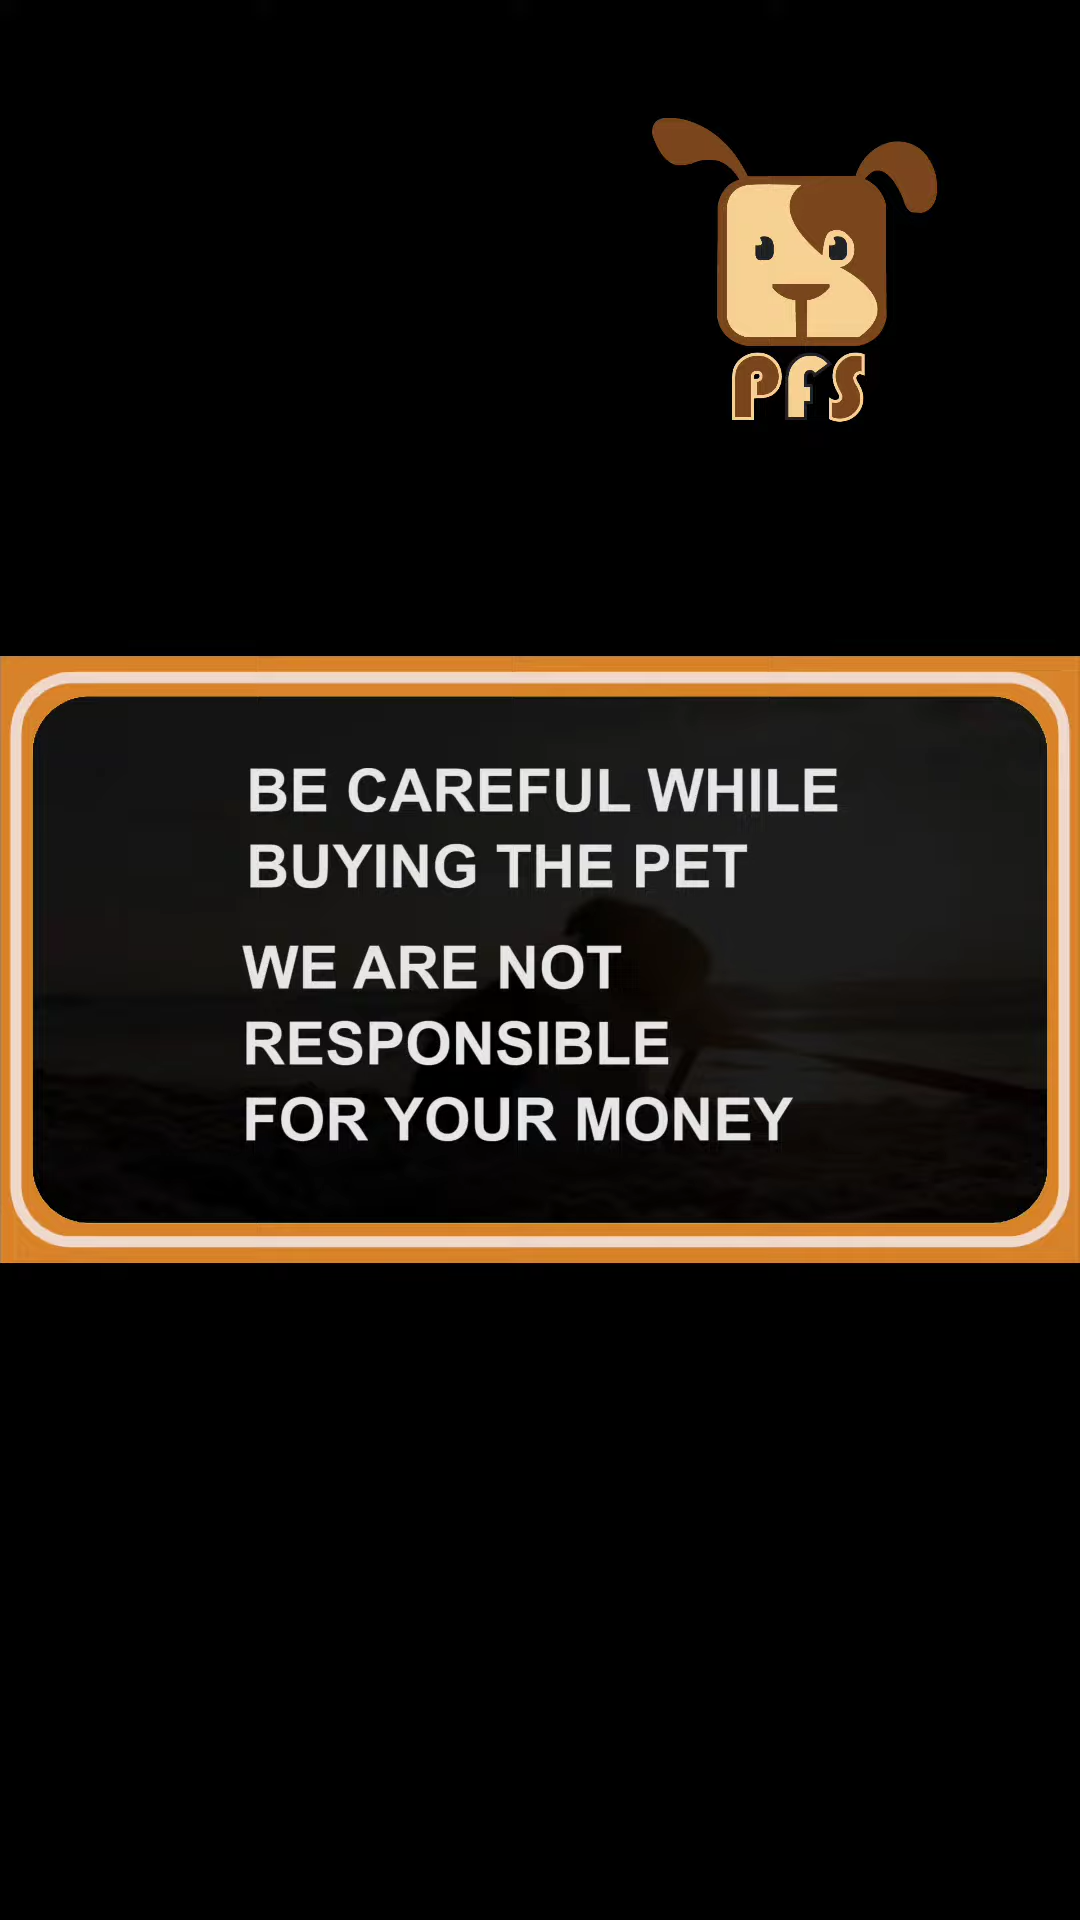 PFS
BE CAREFUL WHILE
BUYING THE PET
WE ARE NOT
RESPONSIBLE
FOR YOUR MONEY